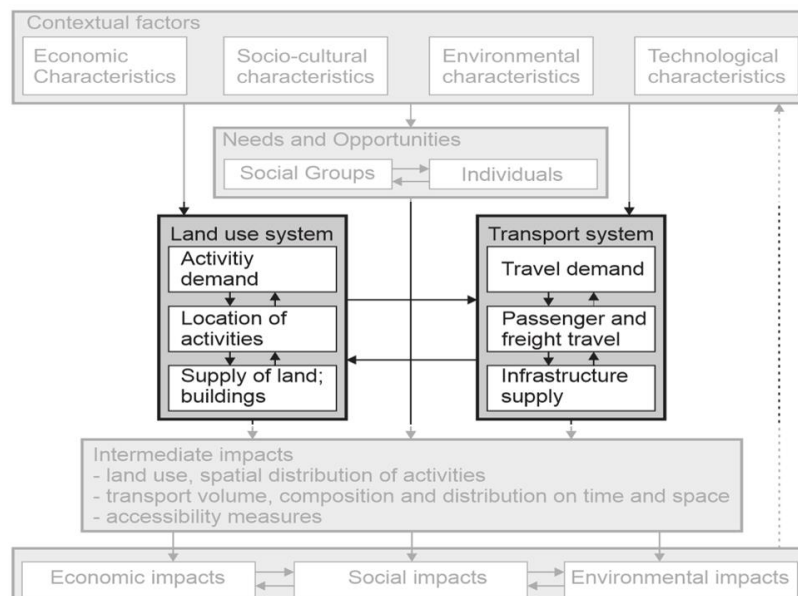 Contextual factors
Economic
Characteristics
Socio-cultural
characteristics
Environmental
characteristics
Technological
characteristics
Needs and Opportunities
Social Groups
Individuals
Land use system
Activitiy
demand
Location of
activities
Supply of land;
buildings
Transport system
Travel demand
Passenger and
freight travel
Infrastructure
supply
Intermediate impacts
- land use, spatial distribution of activities
- transport volume, composition and distribution on time and space
- accessibility measures
Economic impacts
Social impacts
Environmental impacts